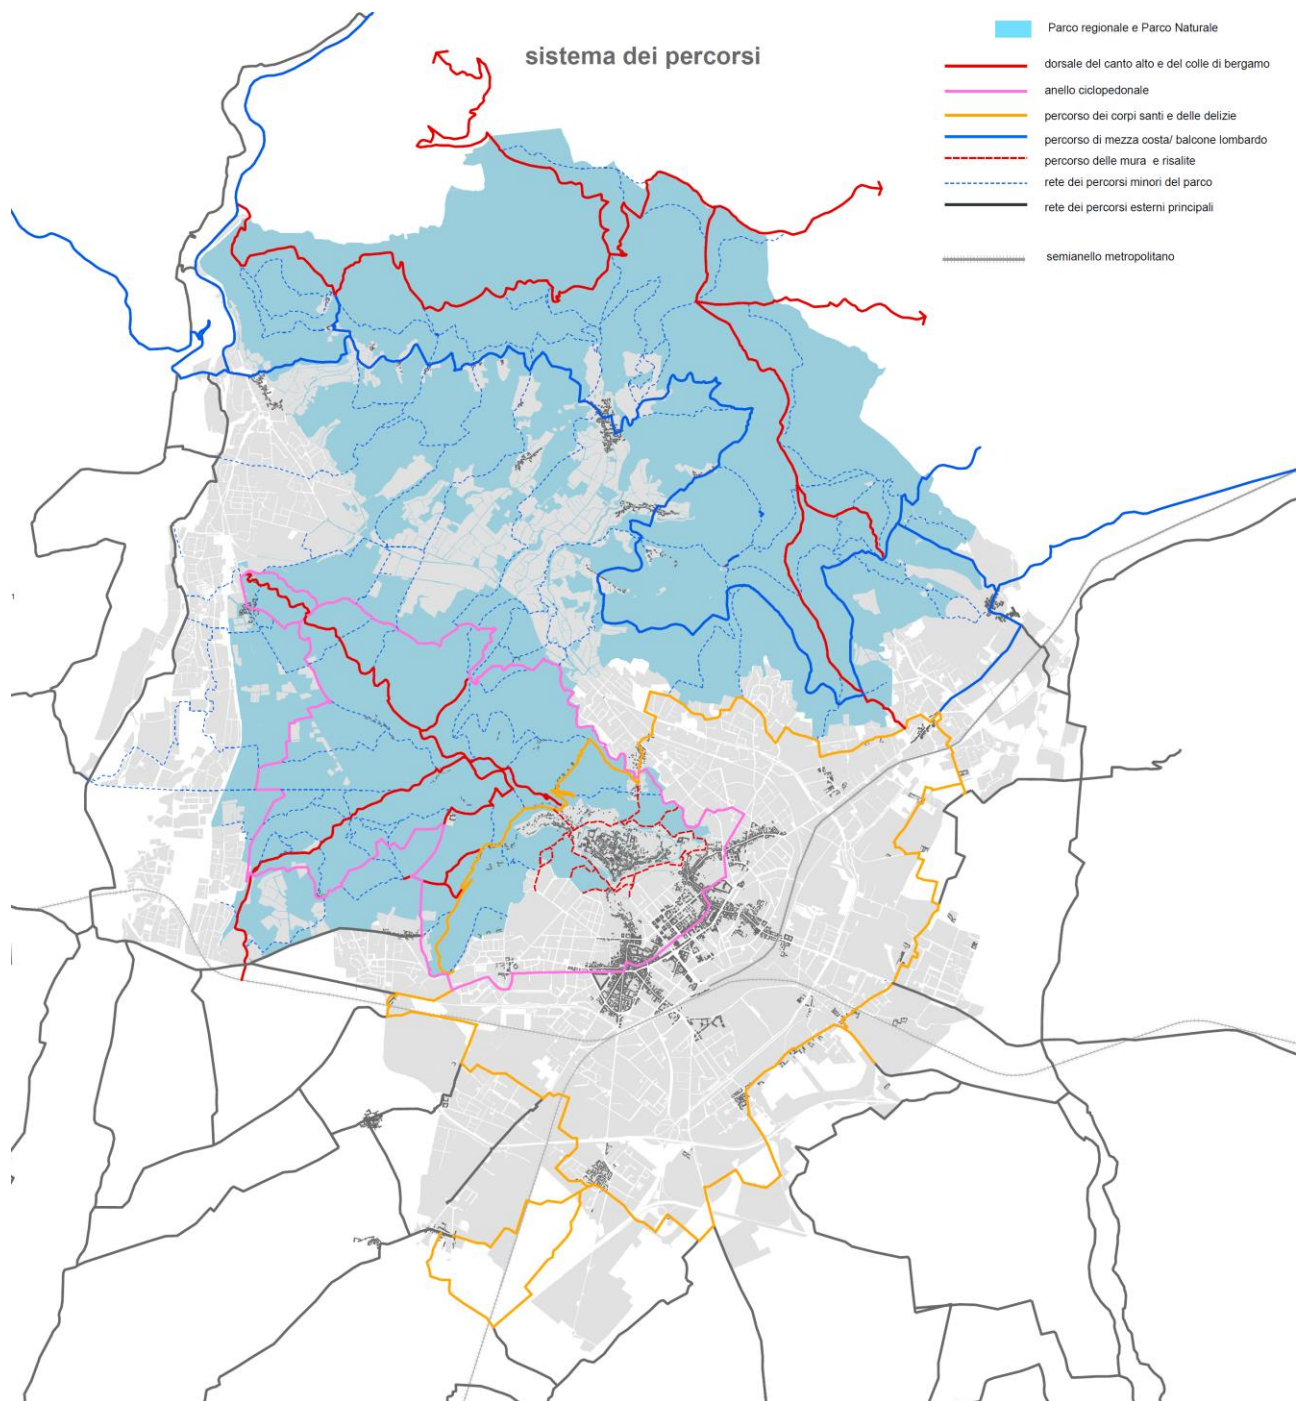 sistema dei percorsi
Parco regionale e Parco Naturale
dorsale del canto alto e del colle di bergamo
anello ciclopedonale
percorso dei corpi santi e delle delizie
percorso di mezza costa/ balcone lombardo
percorso delle mura e risalite
rete dei percorsi minori del parco
rete dei percorsi esterni principali
semianello metropolitano